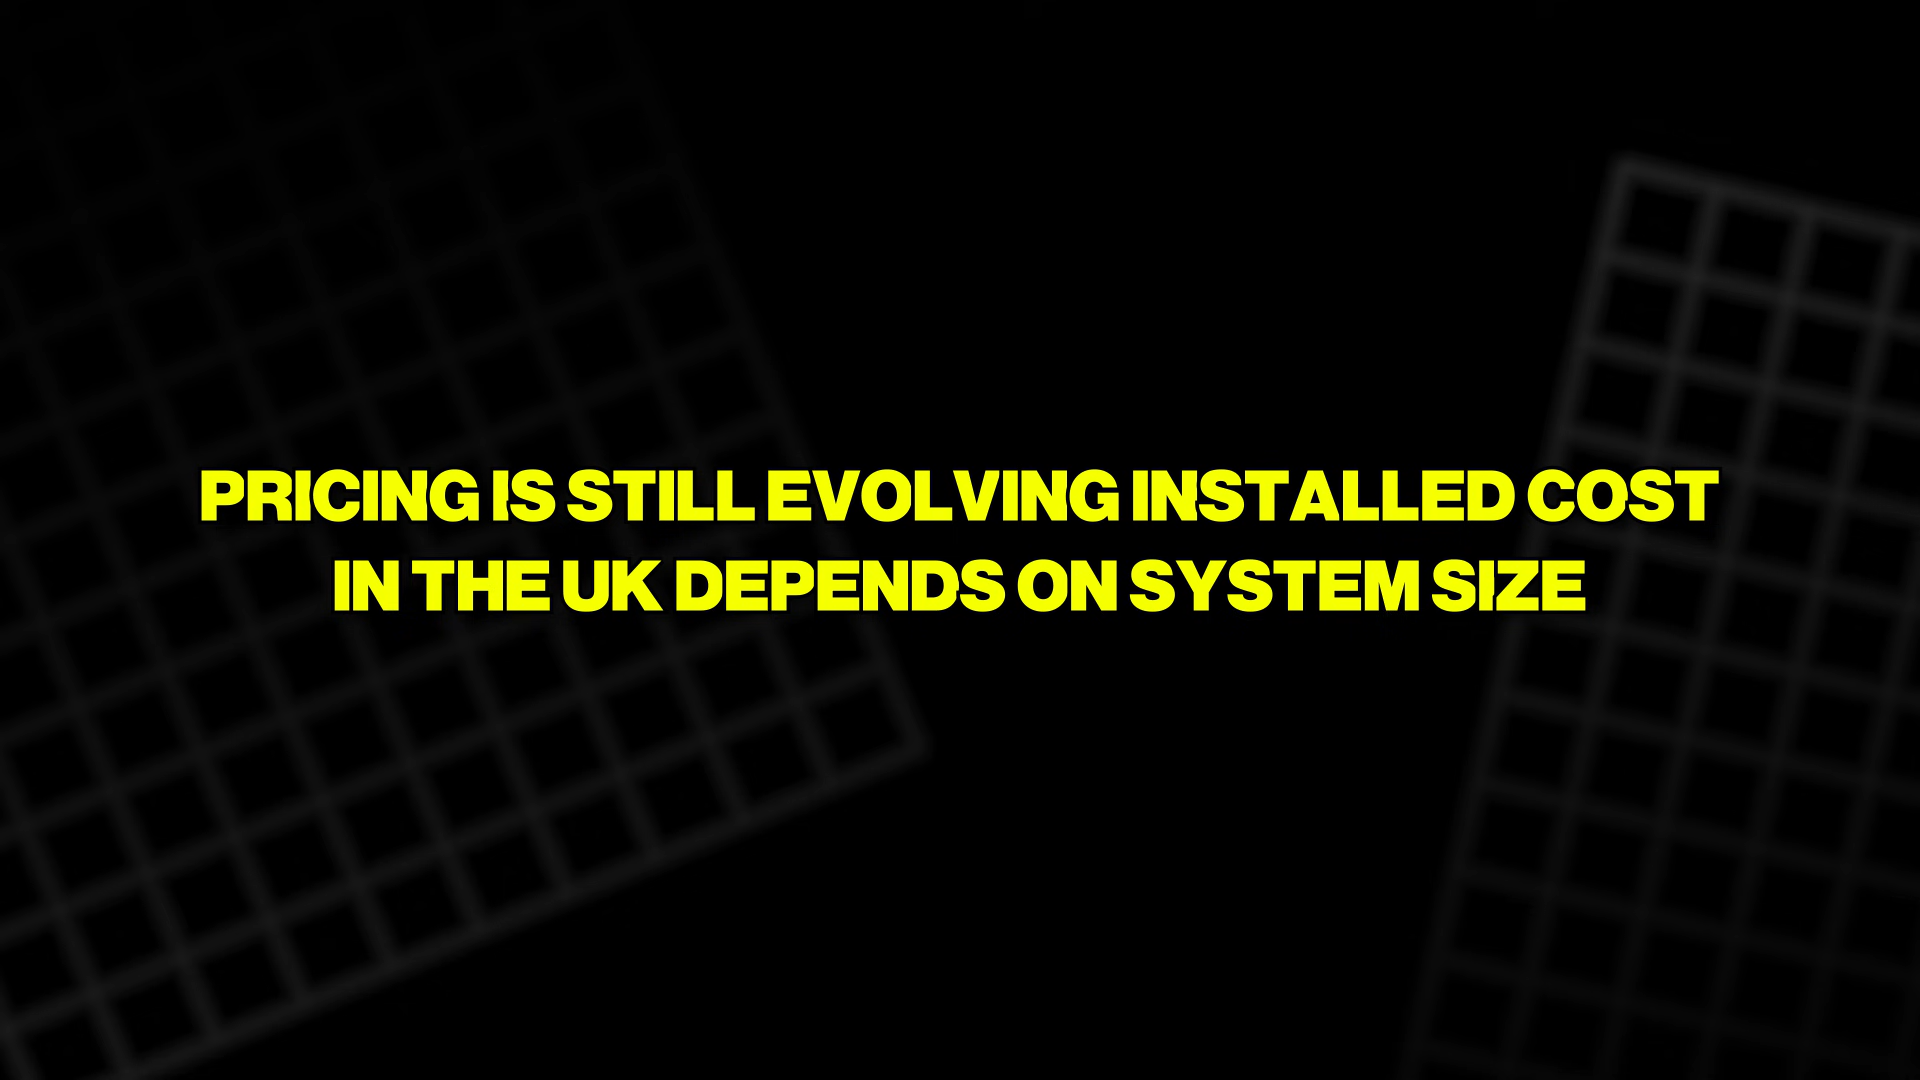 PRICING IS STILL EVOLVING INSTALLED COST
IN THE UK DEPENDS ON SYSTEM SIZE